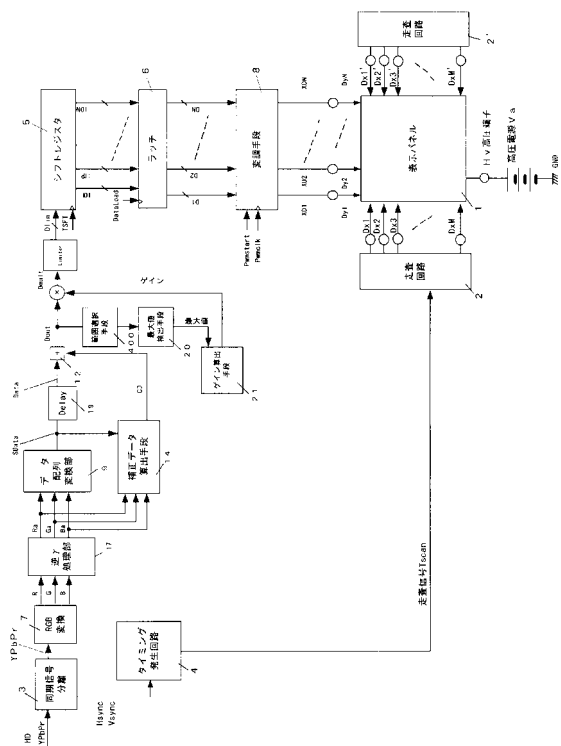 HD
YPbPr
3
同期信号
分離
YPbPr
7
RGB
変換
R
G
B
17
逆γ
処理部
Ra
Ga
Ba
データ
配列
変換部
9
SData
補正データ
算出手段
14
Delay
19
Data
12
CD
Dout
範囲選択
手段
400
最大値
検出手段
20
最大値
ゲイン算出
手段
21
ゲイン
×
Dmult
Limiter
Dlim
TSFT
5
シフトレジスタ
ID1
IDN
DataLoad
6
ラッチ
D1
D2
DN
8
変調手段
Pwmstart
Pwmclk
XD1
XD2
XDN
Dy1
Dy2
DyN
Hsync
Vsync
タイミング
発生回路
4
走査信号Tscan
走査
回路
2
Dx1
Dx2
Dx3
DxM
表示パネル
1
走査
回路
2'
Dx1'
Dx2'
Dx3'
DxM'
Hv高圧端子
高圧電源Va
GND